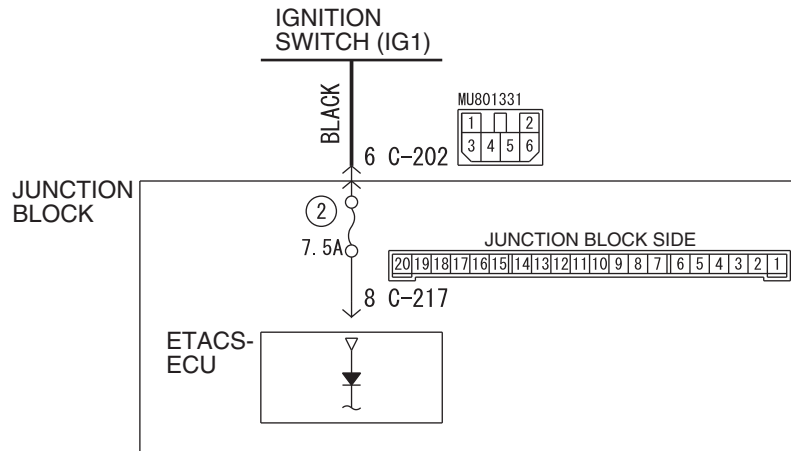 IGNITION
SWITCH (IG1)
BLACK
MU801331
1 2
3 4 5 6
6 C-202
JUNCTION
BLOCK
2
7.5A
JUNCTION BLOCK SIDE
20 19 18 17 16 15 14 13 12 11 10 9 8 7 6 5 4 3 2 1
8 C-217
ETACS-
ECU